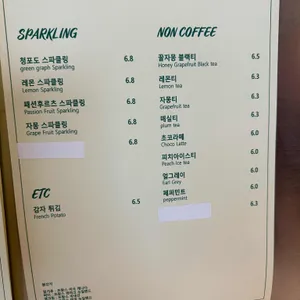 SPARKLING
청포도 스파클링 6.8
green graph Sparkling
레몬 스파클링 6.8
Lemon Sparkling
패션후르츠 스파클링 6.8
Passion Fruit Sparkling
자몽 스파클링 6.8
Grape Fruit Sparkling
6.8
ETC
감자 튀김 6.5
French Potato
NON COFFEE
꿀자몽 블랙티 6.5
Honey Grapefruit Black tea
레몬티 6.3
Lemon tea
자몽티 6.3
Grapefruit tea
매실티 6.3
plum tea
초코라떼 6.0
Choco Latte
피치아이스티 6.0
Peach Ice tea
얼그레이 6.0
Earl Grey
페퍼민트 6.0
peppermint
6.3